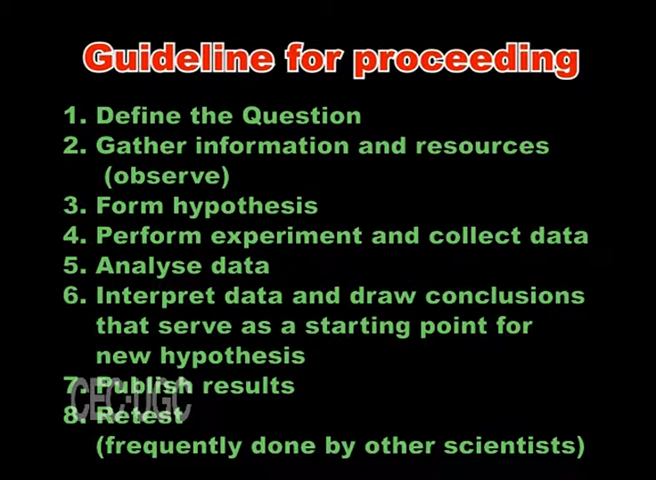 Guideline for proceeding
1. Define the Question
2. Gather information and resources
(observe)
3. Form hypothesis
4. Perform experiment and collect data
5. Analyse data
6. Interpret data and draw conclusions
that serve as a starting point for
new hypothesis
7. Publish results
8. Retest
(frequently done by other scientists)
CEC-UGC